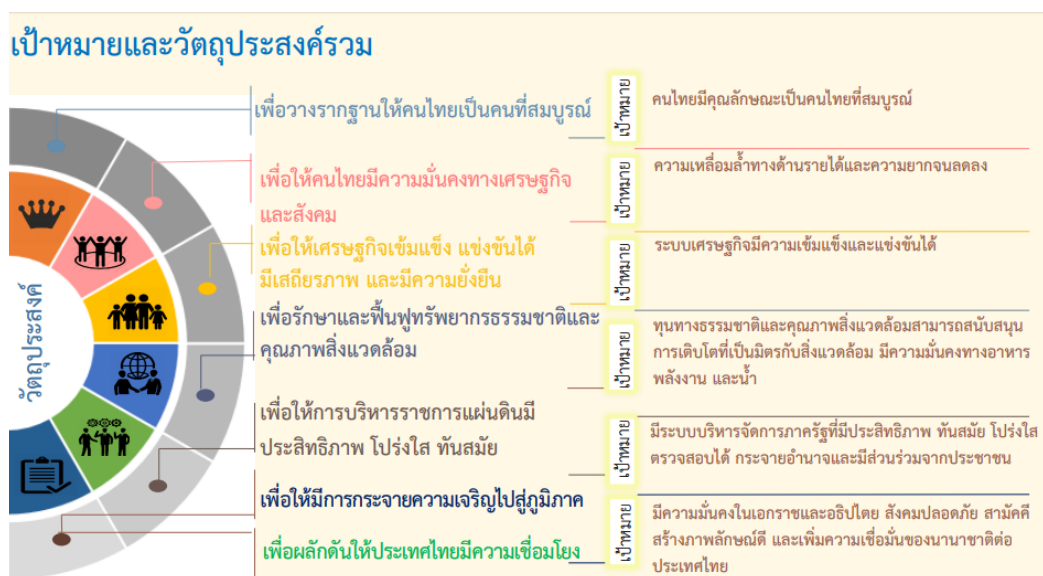 เป้าหมายและวัตถุประสงค์รวม
วัตถุประสงค์
เพื่อวางรากฐานให้คนไทยเป็นคนที่สมบูรณ์
เป้าหมาย
คนไทยมีคุณลักษณะเป็นคนไทยที่สมบูรณ์
เพื่อให้คนไทยมีความมั่นคงทางเศรษฐกิจ
และสังคม
เป้าหมาย
ความเหลื่อมล้ำทางด้านรายได้และความยากจนลดลง
เพื่อให้เศรษฐกิจเข้มแข็ง แข่งขันได้
มีเสถียรภาพ และมีความยั่งยืน
เป้าหมาย
ระบบเศรษฐกิจมีความเข้มแข็งและแข่งขันได้
เพื่อรักษาและฟื้นฟูทรัพยากรธรรมชาติและ
คุณภาพสิ่งแวดล้อม
เป้าหมาย
ทุนทางธรรมชาติและคุณภาพสิ่งแวดล้อมสามารถสนับสนุน
การเติบโตที่เป็นมิตรกับสิ่งแวดล้อม มีความมั่นคงทางอาหาร
พลังงาน และน้ำ
เพื่อให้การบริหารราชการแผ่นดินมี
ประสิทธิภาพ โปร่งใส ทันสมัย
เป้าหมาย
มีระบบบริหารจัดการภาครัฐที่มีประสิทธิภาพ ทันสมัย โปร่งใส
ตรวจสอบได้ กระจายอำนาจและมีส่วนร่วมจากประชาชน
เพื่อให้มีการกระจายความเจริญไปสู่ภูมิภาค
เพื่อผลักดันให้ประเทศไทยมีความเชื่อมโยง
เป้าหมาย
มีความมั่นคงในเอกราชและอธิปไตย สังคมปลอดภัย สามัคคี
สร้างภาพลักษณ์ดี และเพิ่มความเชื่อมั่นของนานาชาติต่อ
ประเทศไทย